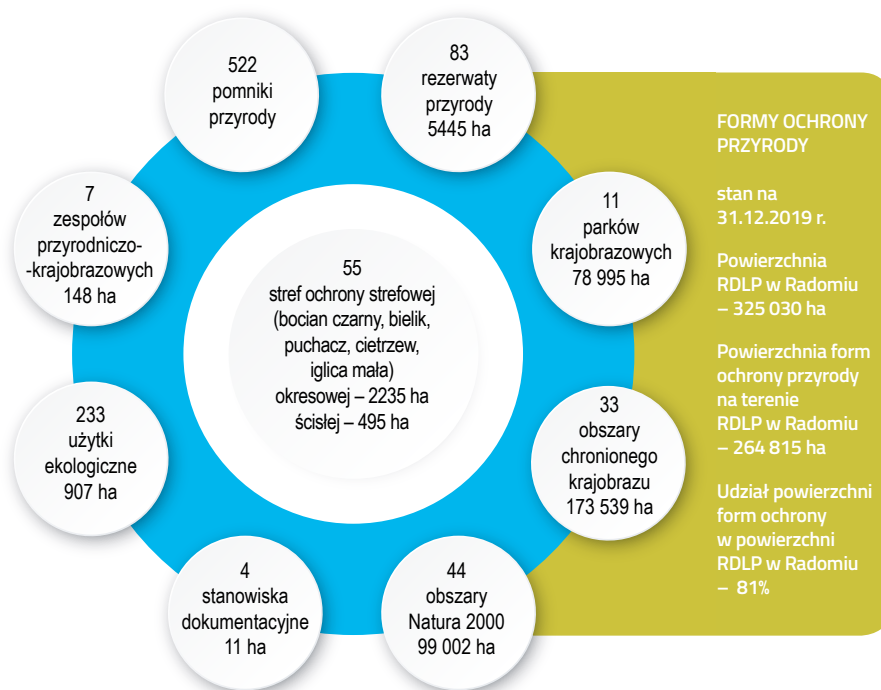 522
pomniki
przyrody
83
rezerwaty
przyrody
5445 ha
11
parków
krajobrazowych
78 995 ha
33
obszary
chronionego
krajobrazu
173 539 ha
44
obszary
Natura 2000
99 002 ha
4
stanowiska
dokumentacyjne
11 ha
233
użytki
ekologiczne
907 ha
7
zespołów
przyrodniczo-
-krajobrazowych
148 ha
55
stref ochrony strefowej
(bocian czarny, bielik,
puchacz, cietrzew,
iglica mała)
okresowej – 2235 ha
ścisłej – 495 ha
FORMY OCHRONY
PRZYRODY
stan na
31.12.2019 r.
Powierzchnia
RDLP w Radomiu
– 325 030 ha
Powierzchnia form
ochrony przyrody
na terenie
RDLP w Radomiu
– 264 815 ha
Udział powierzchni
form ochrony
w powierzchni
RDLP w Radomiu
– 81%